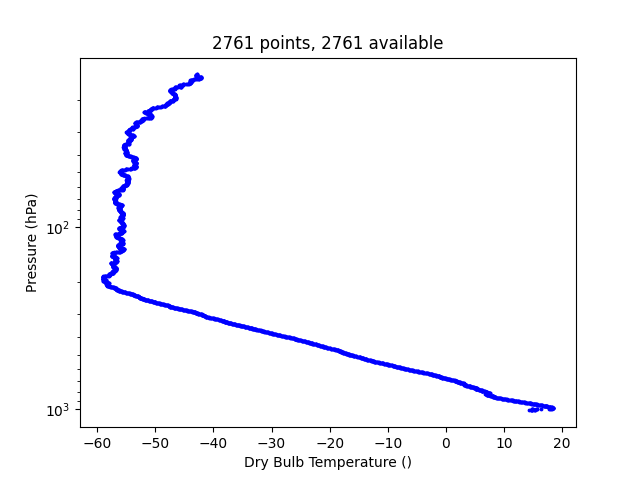 2761 points, 2761 available
Pressure (hPa)
10²
10³
−60 −50 −40 −30 −20 −10 0 10 20
Dry Bulb Temperature ()